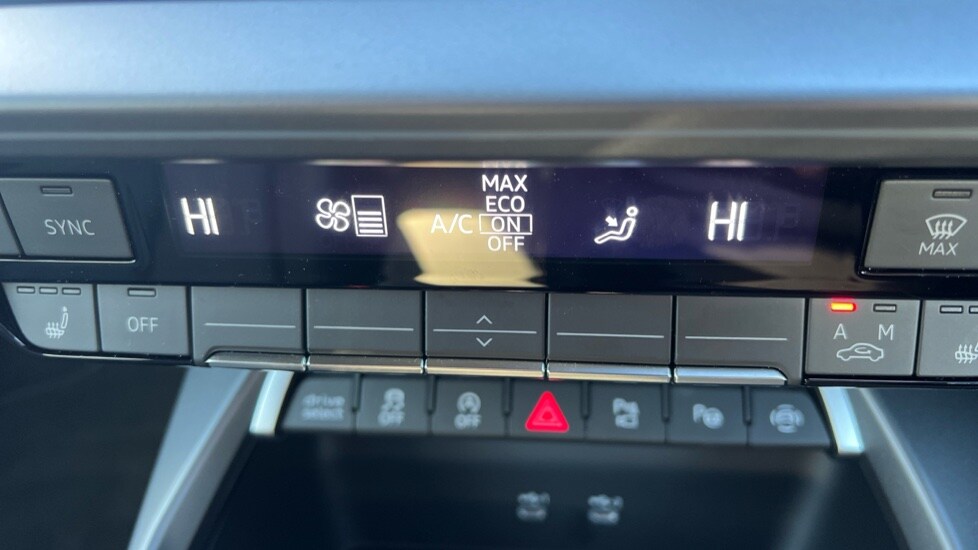 MAX
ECO
HI A/C ON HI
OFF
SYNC
MAX
OFF
A M
drive
select
OFF OFF